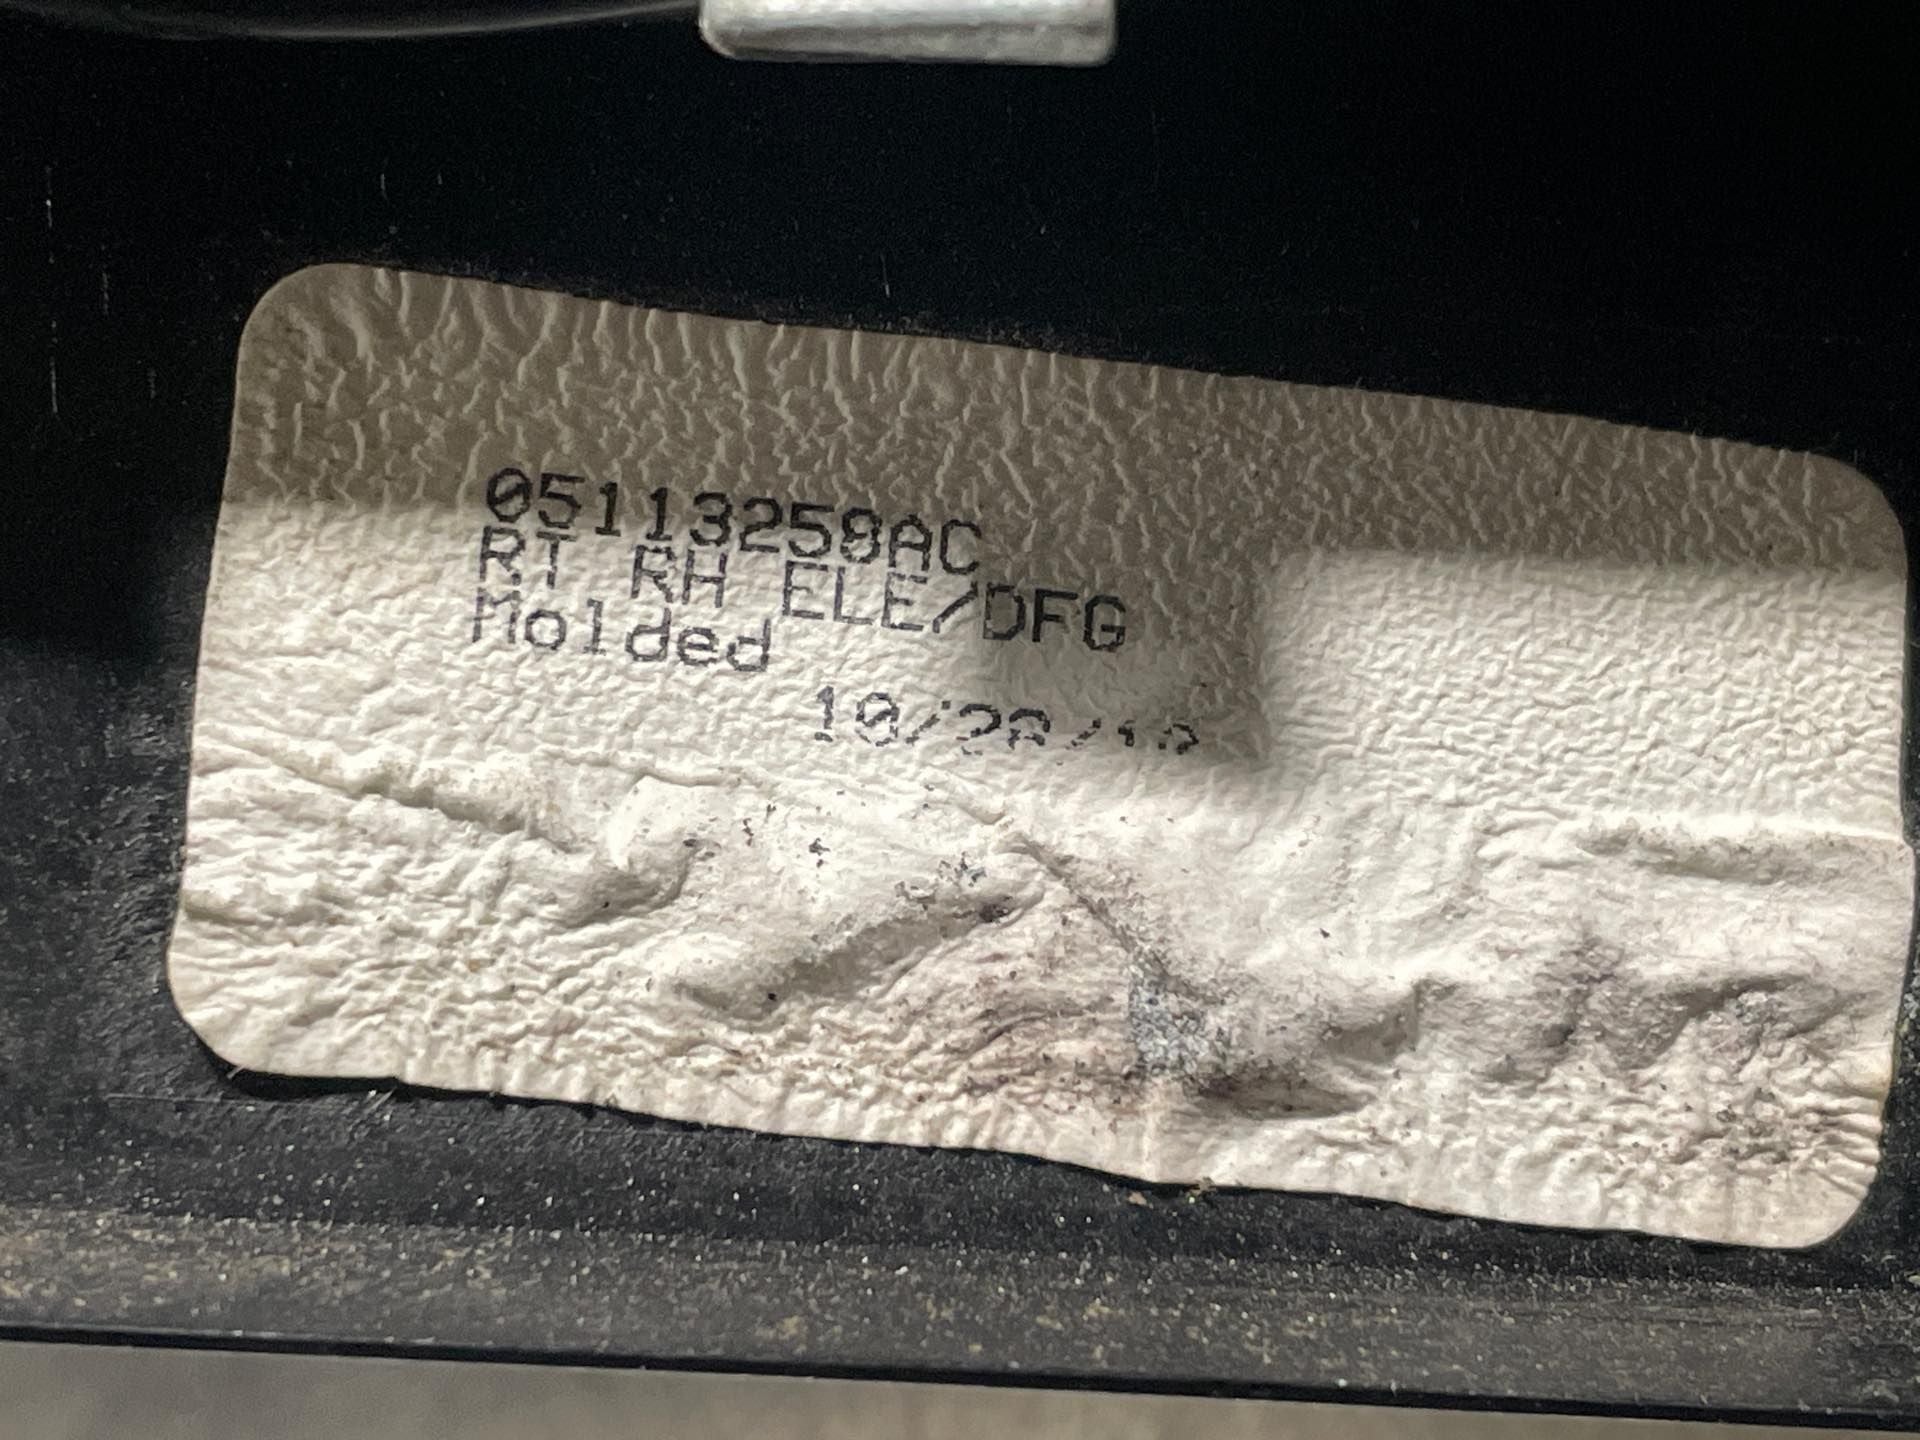 05113258AC
RT RH ELE/DFG
Molded